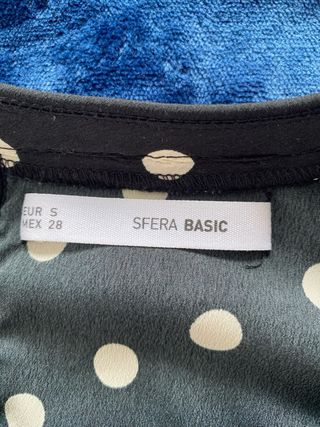 EUR S
MEX 28
SFERA BASIC